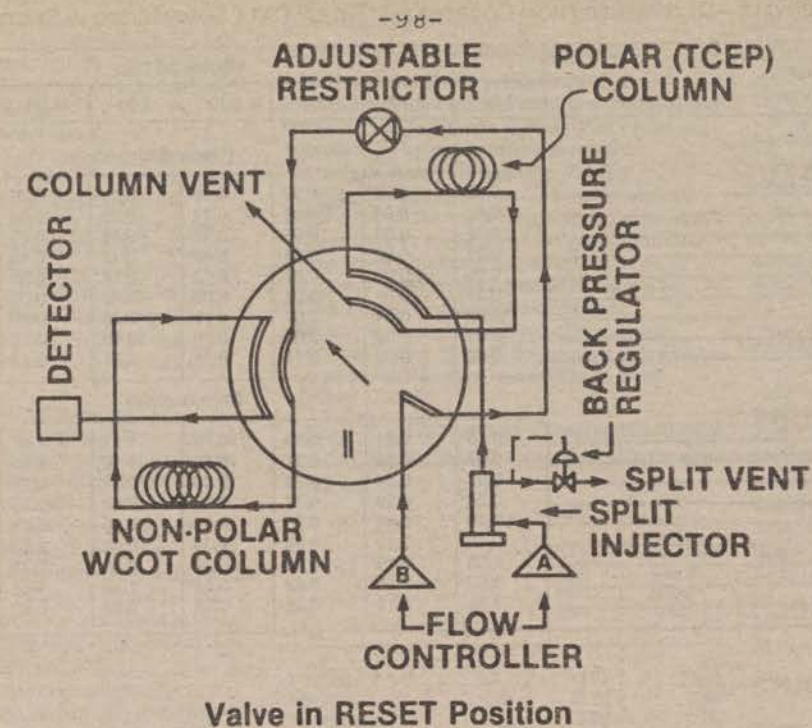 -98-
ADJUSTABLE
RESTRICTOR
POLAR (TCEP)
COLUMN
COLUMN VENT
DETECTOR
BACK PRESSURE
REGULATOR
SPLIT VENT
SPLIT
INJECTOR
NON-POLAR
WCOT COLUMN
B
A
FLOW
CONTROLLER
Valve in RESET Position